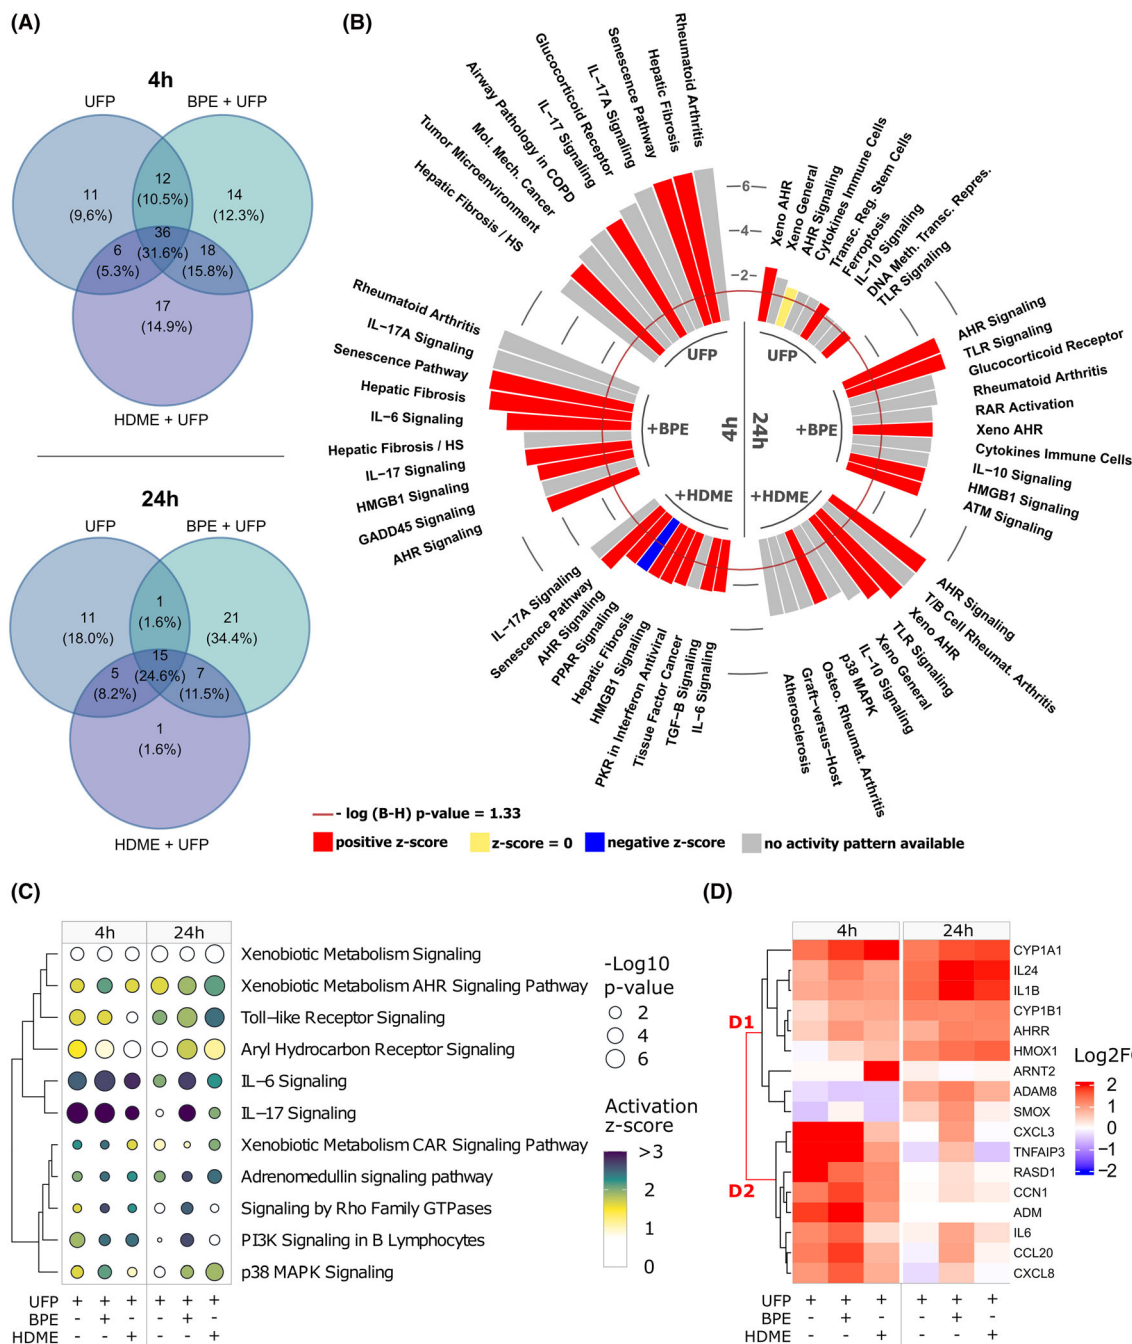 (A)
4h
UFP
BPE + UFP
11
(9,6%)
12
(10.5%)
14
(12.3%)
36
(31.6%)
6
(5.3%)
18
(15.8%)
17
(14.9%)
HDME + UFP
24h
UFP
BPE + UFP
11
(18.0%)
1
(1.6%)
21
(34.4%)
15
(24.6%)
5
(8.2%)
7
(11.5%)
1
(1.6%)
HDME + UFP
(B)
Hepatic Fibrosis / HS
Tumor Microenvironment
Mol. Mech. Cancer
Airway Pathology in COPD
IL-17 Signaling
Glucocorticoid Receptor
IL-17A Signaling
Senescence Pathway
Hepatic Fibrosis
Rheumatoid Arthritis
6
4
2
Xeno AHR
Xeno General
AHR Signaling
Cytokines Immune Cells
Transc. Reg. Stem Cells
Ferroptosis
IL-10 Signaling
DNA Meth. Transc. Repres.
TLR Signaling
AHR Signaling
TLR Signaling
Glucocorticoid Receptor
Rheumatoid Arthritis
RAR Activation
Xeno AHR
Cytokines Immune Cells
IL-10 Signaling
HMGB1 Signaling
ATM Signaling
AHR Signaling
T/B Cell Rheumat. Arthritis
Xeno AHR
TLR Signaling
Xeno General
IL-10 Signaling
p38 MAPK
Osteo. Rheumat. Arthritis
Graft-versus-Host
Atherosclerosis
IL-6 Signaling
TGF-B Signaling
Tissue Factor Cancer
PKR in Interferon Antiviral
HMGB1 Signaling
Hepatic Fibrosis
PPAR Signaling
AHR Signaling
Senescence Pathway
IL-17A Signaling
Rheumatoid Arthritis
IL-17A Signaling
Senescence Pathway
Hepatic Fibrosis
IL-6 Signaling
Hepatic Fibrosis / HS
IL-17 Signaling
HMGB1 Signaling
GADD45 Signaling
AHR Signaling
UFP
UFP
+BPE
4h
24h
+BPE
+HDME
+HDME
- log (B-H) p-value = 1.33
positive z-score
z-score = 0
negative z-score
no activity pattern available
(C)
4h
24h
Xenobiotic Metabolism Signaling
Xenobiotic Metabolism AHR Signaling Pathway
Toll-like Receptor Signaling
Aryl Hydrocarbon Receptor Signaling
IL-6 Signaling
IL-17 Signaling
Xenobiotic Metabolism CAR Signaling Pathway
Adrenomedullin signaling pathway
Signaling by Rho Family GTPases
PI3K Signaling in B Lymphocytes
p38 MAPK Signaling
UFP + + + + + +
BPE - + - - + -
HDME - - + - - +
-Log10
p-value
2
4
6
Activation
z-score
>3
2
1
0
(D)
4h
24h
D1
D2
CYP1A1
IL24
IL1B
CYP1B1
AHRR
HMOX1
ARNT2
ADAM8
SMOX
CXCL3
TNFAIP3
RASD1
CCN1
ADM
IL6
CCL20
CXCL8
UFP + + + + + +
BPE - + - - + -
HDME - - + - - +
Log2F
2
1
0
-1
-2